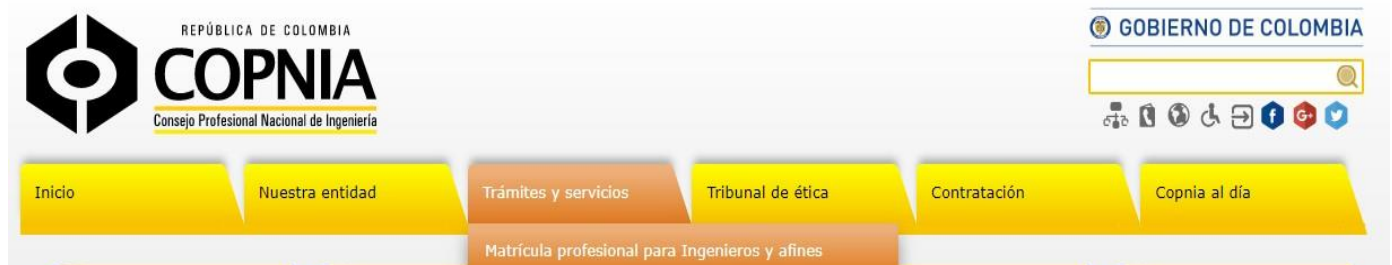 REPÚBLICA DE COLOMBIA
COPNIA
Consejo Profesional Nacional de Ingeniería
GOBIERNO DE COLOMBIA
Inicio
Nuestra entidad
Trámites y servicios
Tribunal de ética
Contratación
Copnia al día
Matrícula profesional para Ingenieros y afines